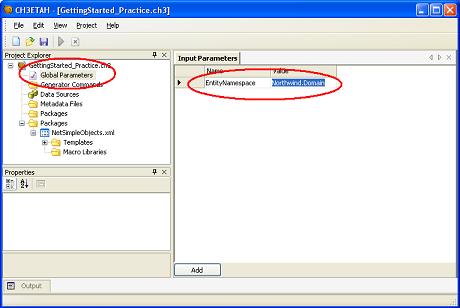 CH3ETAH - [GettingStarted_Practice.ch3]
File Edit View Project Help
Project Explorer
GettingStarted_Practice.ch3
Global Parameters
Generator Commands
Data Sources
Metadata Files
Packages
Packages
NetSimpleObjects.xml
Templates
Macro Libraries
Properties
Input Parameters
Name Value
EntityNamespace Northwind.Domain
Add
Output